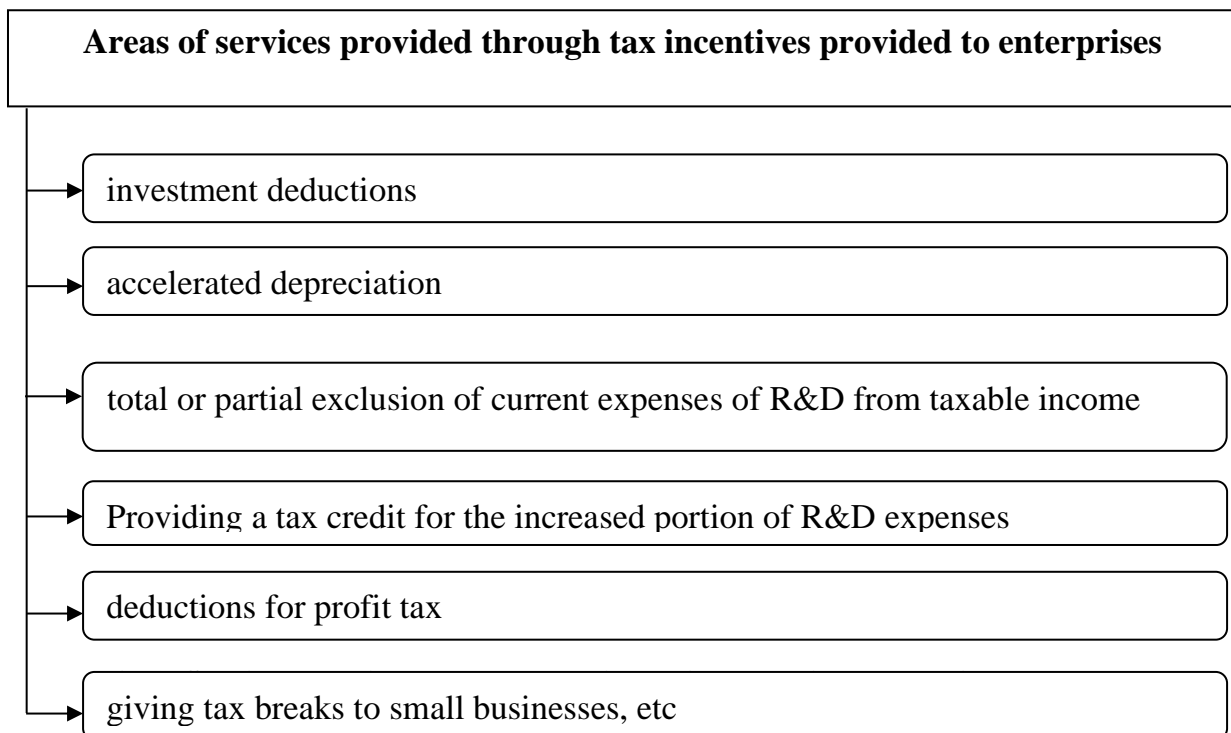 Areas of services provided through tax incentives provided to enterprises
investment deductions
accelerated depreciation
total or partial exclusion of current expenses of R&D from taxable income
Providing a tax credit for the increased portion of R&D expenses
deductions for profit tax
giving tax breaks to small businesses, etc